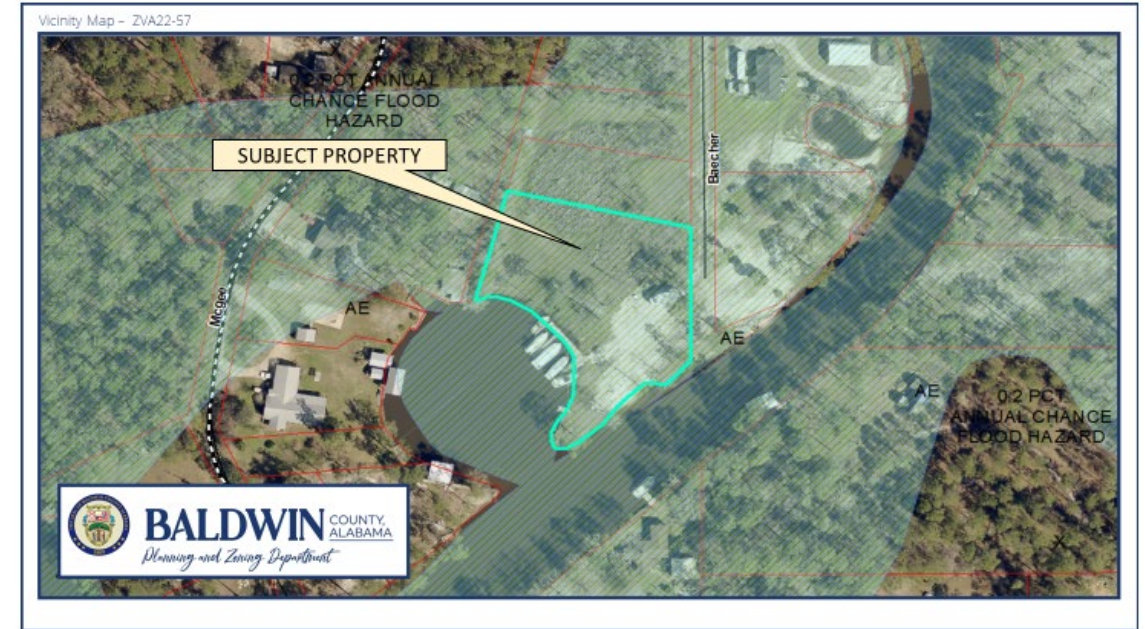 Vicinity Map – ZVA22-57
0.2 PCT ANNUAL
CHANCE FLOOD
HAZARD
SUBJECT PROPERTY
Baecher
Mcgee
AE
AE
AE
0.2 PCT
ANNUAL CHANCE
FLOOD HAZARD
X
BALDWIN COUNTY, ALABAMA
Planning and Zoning Department